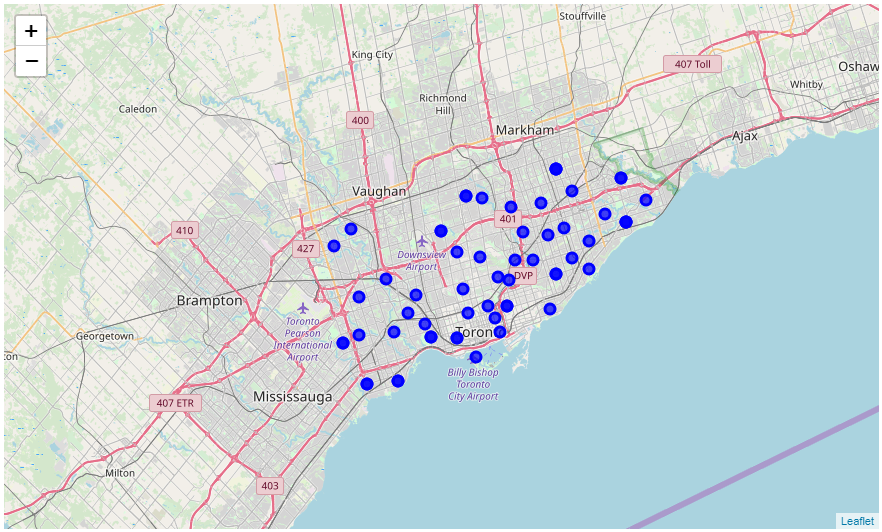 +
Stouffville
−
King City
407 Toll
Oshaw
Whitby
Richmond
Hill
Caledon
400
Markham
Ajax
Vaughan
410
401
427
Downsview
Airport
DVP
Brampton
Toronto
Pearson
International
Airport
Georgetown
Toron
ton
Billy Bishop
Toronto
City Airport
Mississauga
407 ETR
Milton
403
Leaflet